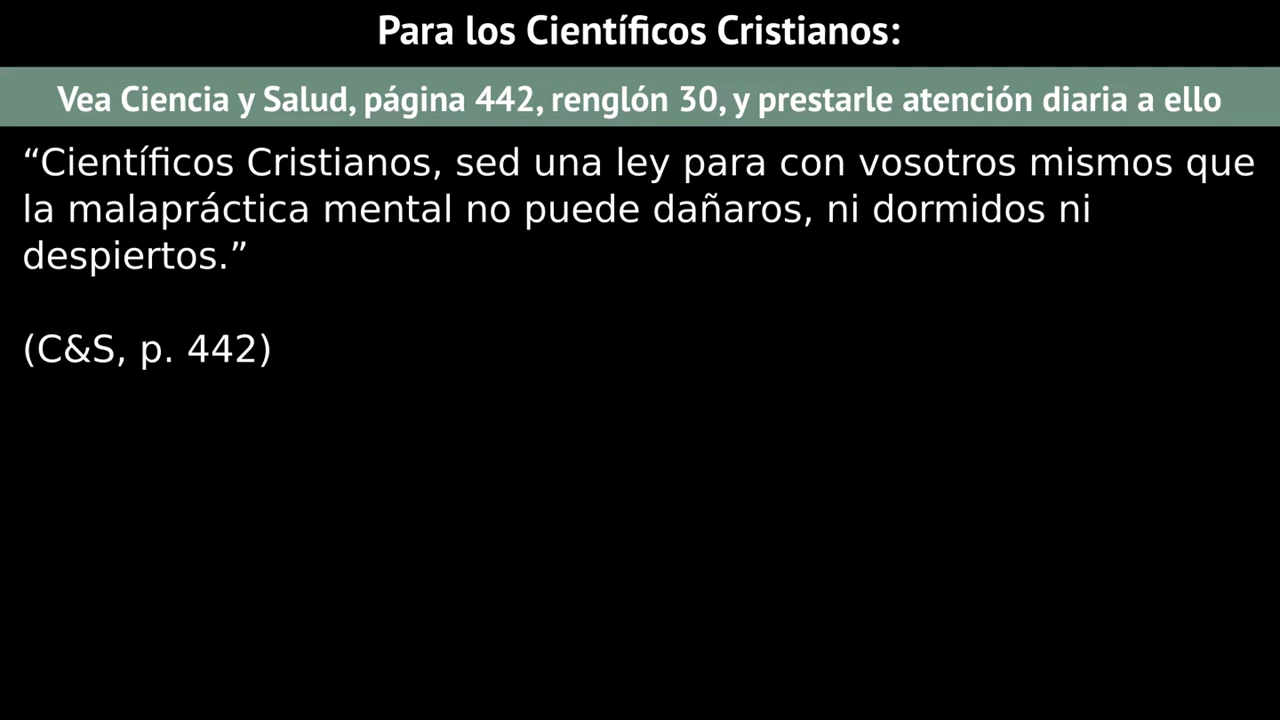 Para los Científicos Cristianos:
Vea Ciencia y Salud, página 442, renglón 30, y prestarle atención diaria a ello
“Científicos Cristianos, sed una ley para con vosotros mismos que
la malapráctica mental no puede dañaros, ni dormidos ni
despiertos.”
(C&S, p. 442)